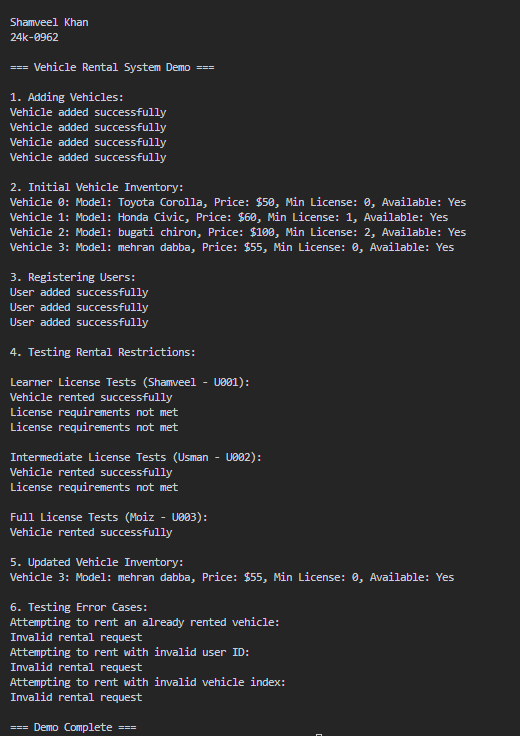 Shamveel Khan
24k-0962
=== Vehicle Rental System Demo ===
1. Adding Vehicles:
Vehicle added successfully
Vehicle added successfully
Vehicle added successfully
Vehicle added successfully
2. Initial Vehicle Inventory:
Vehicle 0: Model: Toyota Corolla, Price: $50, Min License: 0, Available: Yes
Vehicle 1: Model: Honda Civic, Price: $60, Min License: 1, Available: Yes
Vehicle 2: Model: bugati chiron, Price: $100, Min License: 2, Available: Yes
Vehicle 3: Model: mehran dabba, Price: $55, Min License: 0, Available: Yes
3. Registering Users:
User added successfully
User added successfully
User added successfully
4. Testing Rental Restrictions:
Learner License Tests (Shamveel - U001):
Vehicle rented successfully
License requirements not met
License requirements not met
Intermediate License Tests (Usman - U002):
Vehicle rented successfully
License requirements not met
Full License Tests (Moiz - U003):
Vehicle rented successfully
5. Updated Vehicle Inventory:
Vehicle 3: Model: mehran dabba, Price: $55, Min License: 0, Available: Yes
6. Testing Error Cases:
Attempting to rent an already rented vehicle:
Invalid rental request
Attempting to rent with invalid user ID:
Invalid rental request
Attempting to rent with invalid vehicle index:
Invalid rental request
=== Demo Complete ===